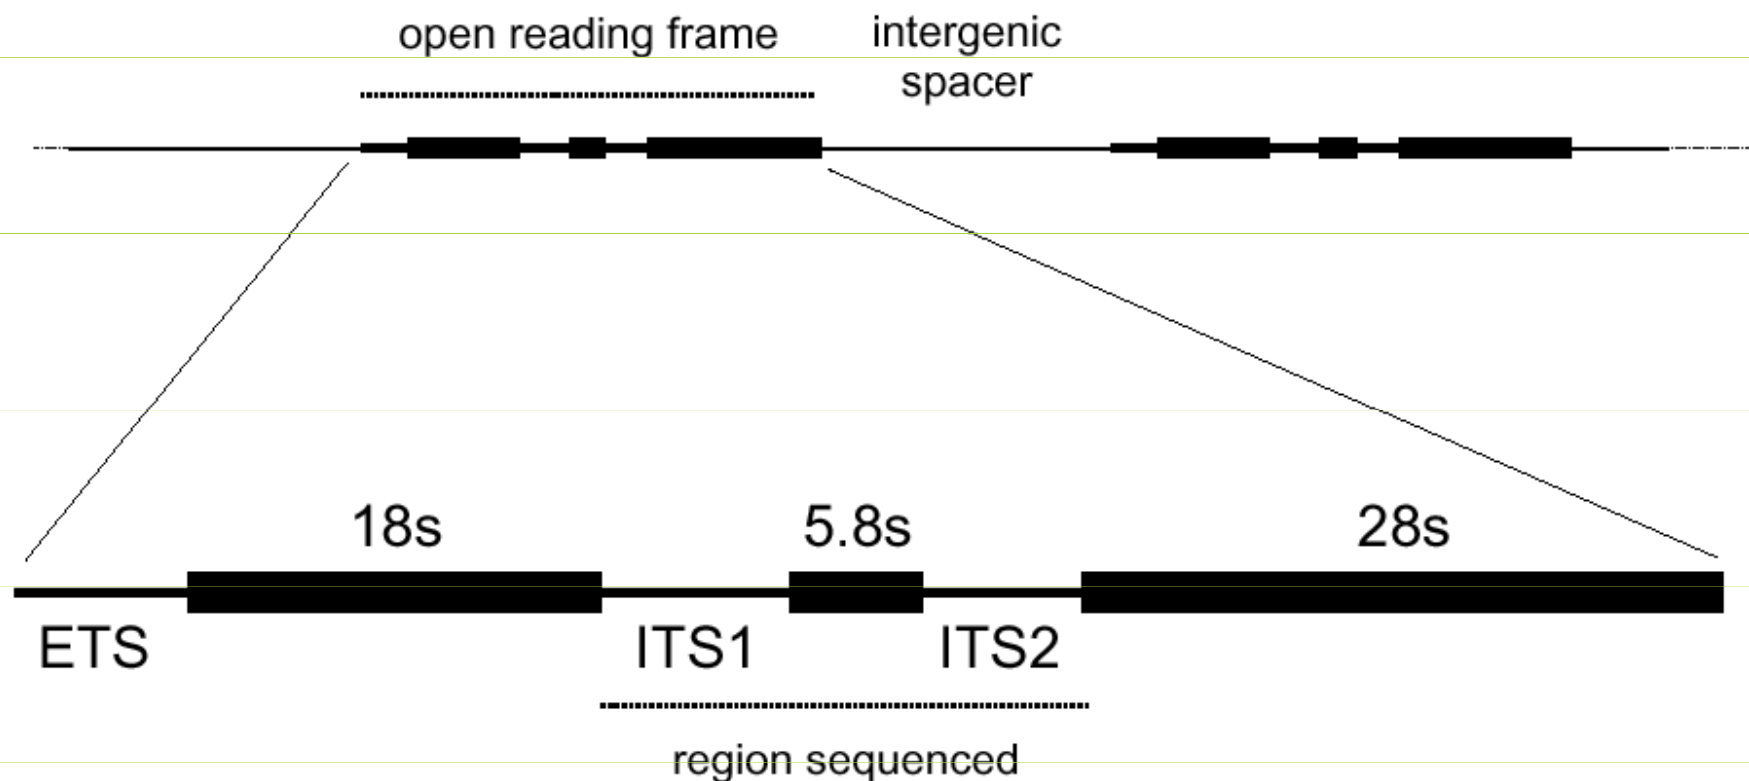 open reading frame
intergenic
spacer
18s
5.8s
28s
ETS
ITS1
ITS2
region sequenced